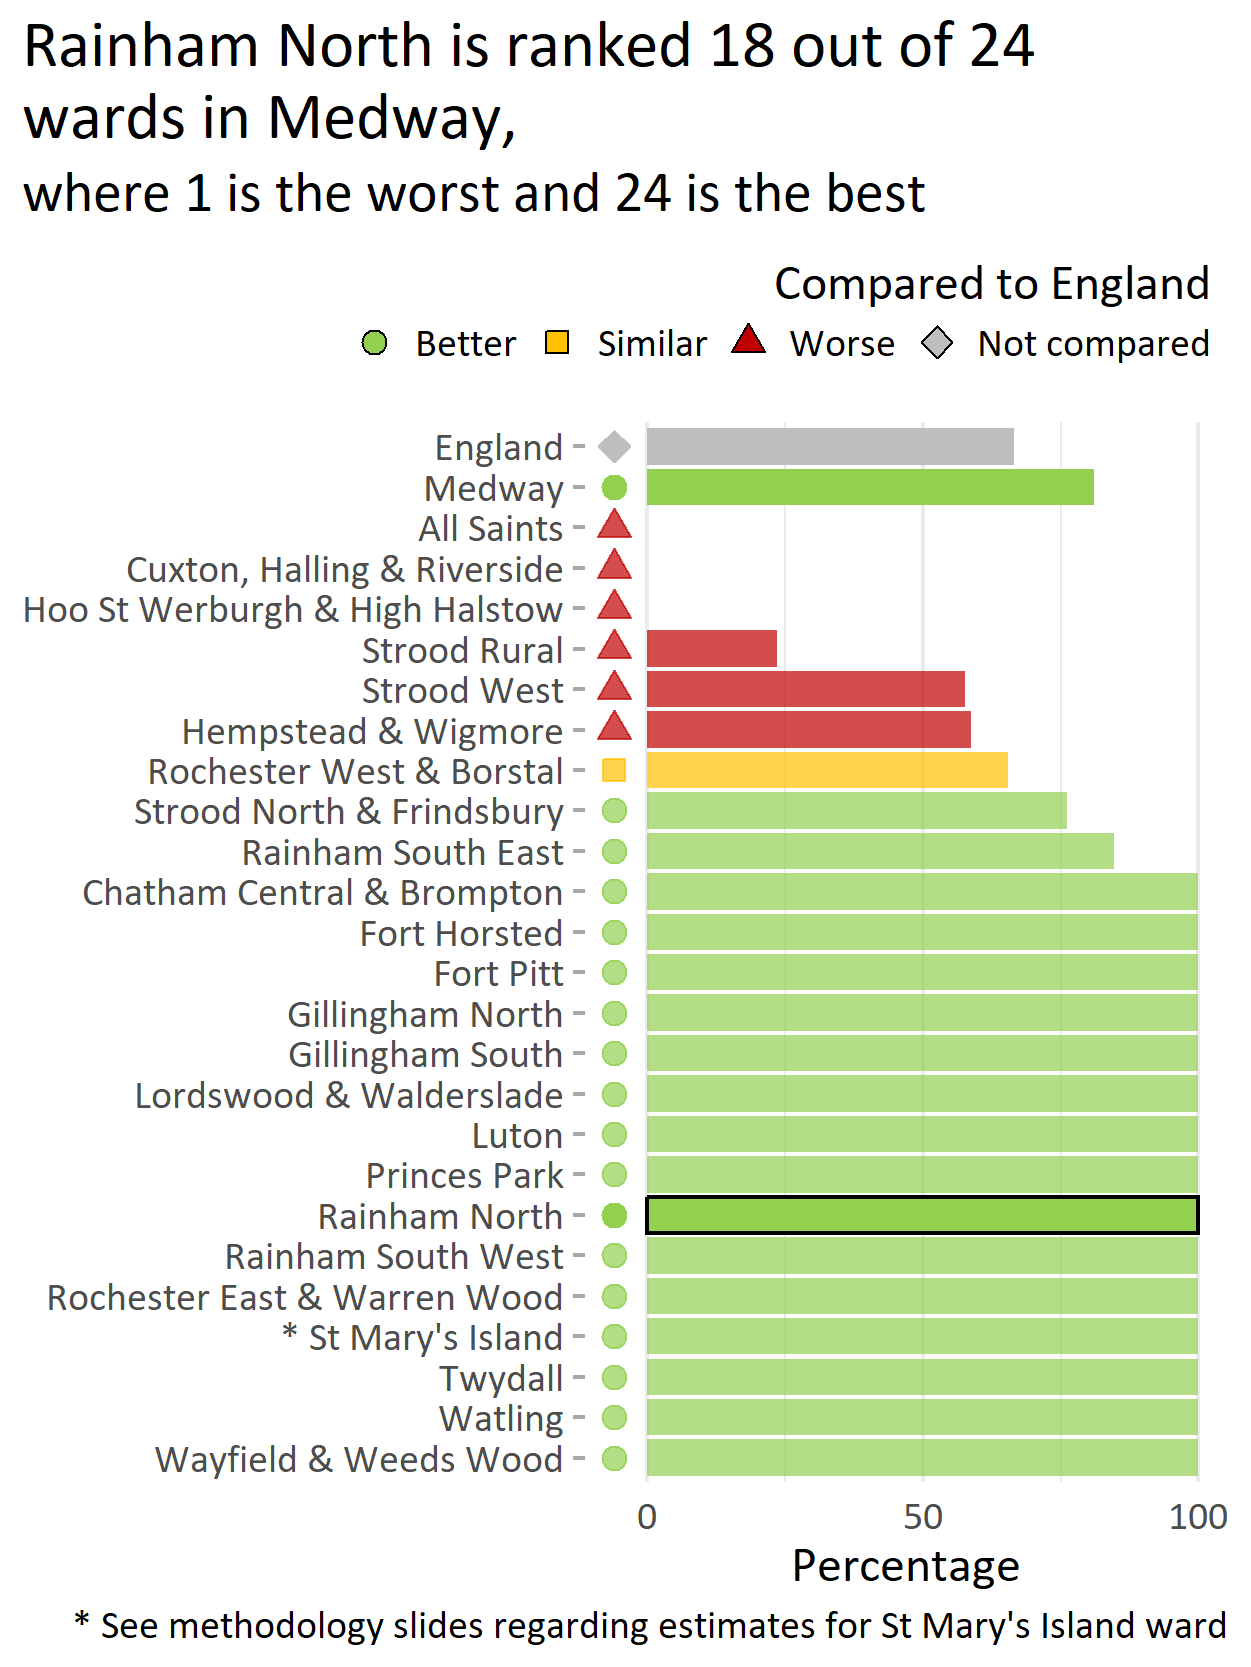 Rainham North is ranked 18 out of 24
wards in Medway,
where 1 is the worst and 24 is the best
Compared to England
Better Similar Worse Not compared
England
Medway
All Saints
Cuxton, Halling & Riverside
Hoo St Werburgh & High Halstow
Strood Rural
Strood West
Hempstead & Wigmore
Rochester West & Borstal
Strood North & Frindsbury
Rainham South East
Chatham Central & Brompton
Fort Horsted
Fort Pitt
Gillingham North
Gillingham South
Lordswood & Walderslade
Luton
Princes Park
Rainham North
Rainham South West
Rochester East & Warren Wood
* St Mary's Island
Twydall
Watling
Wayfield & Weeds Wood
0 50 100
Percentage
* See methodology slides regarding estimates for St Mary's Island ward